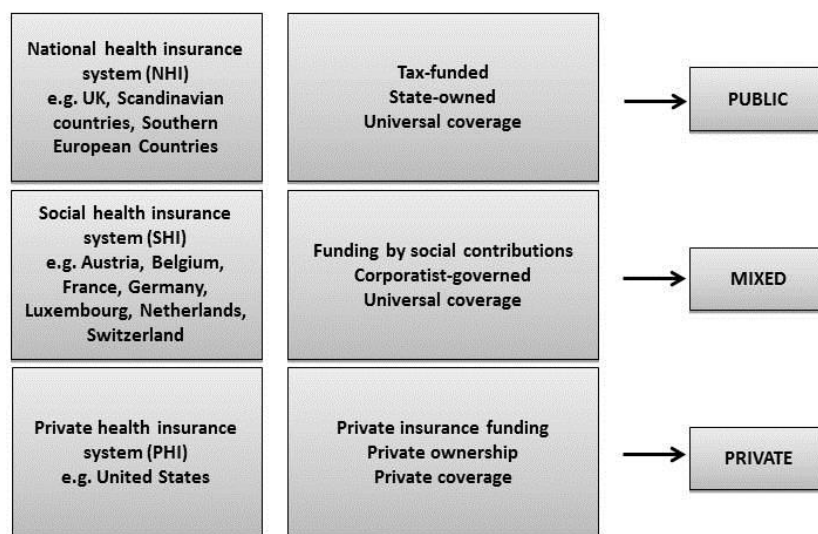 National health insurance
system (NHI)
e.g. UK, Scandinavian
countries, Southern
European Countries
Tax-funded
State-owned
Universal coverage
PUBLIC
Social health insurance
system (SHI)
e.g. Austria, Belgium,
France, Germany,
Luxembourg, Netherlands,
Switzerland
Funding by social contributions
Corporatist-governed
Universal coverage
MIXED
Private health insurance
system (PHI)
e.g. United States
Private insurance funding
Private ownership
Private coverage
PRIVATE